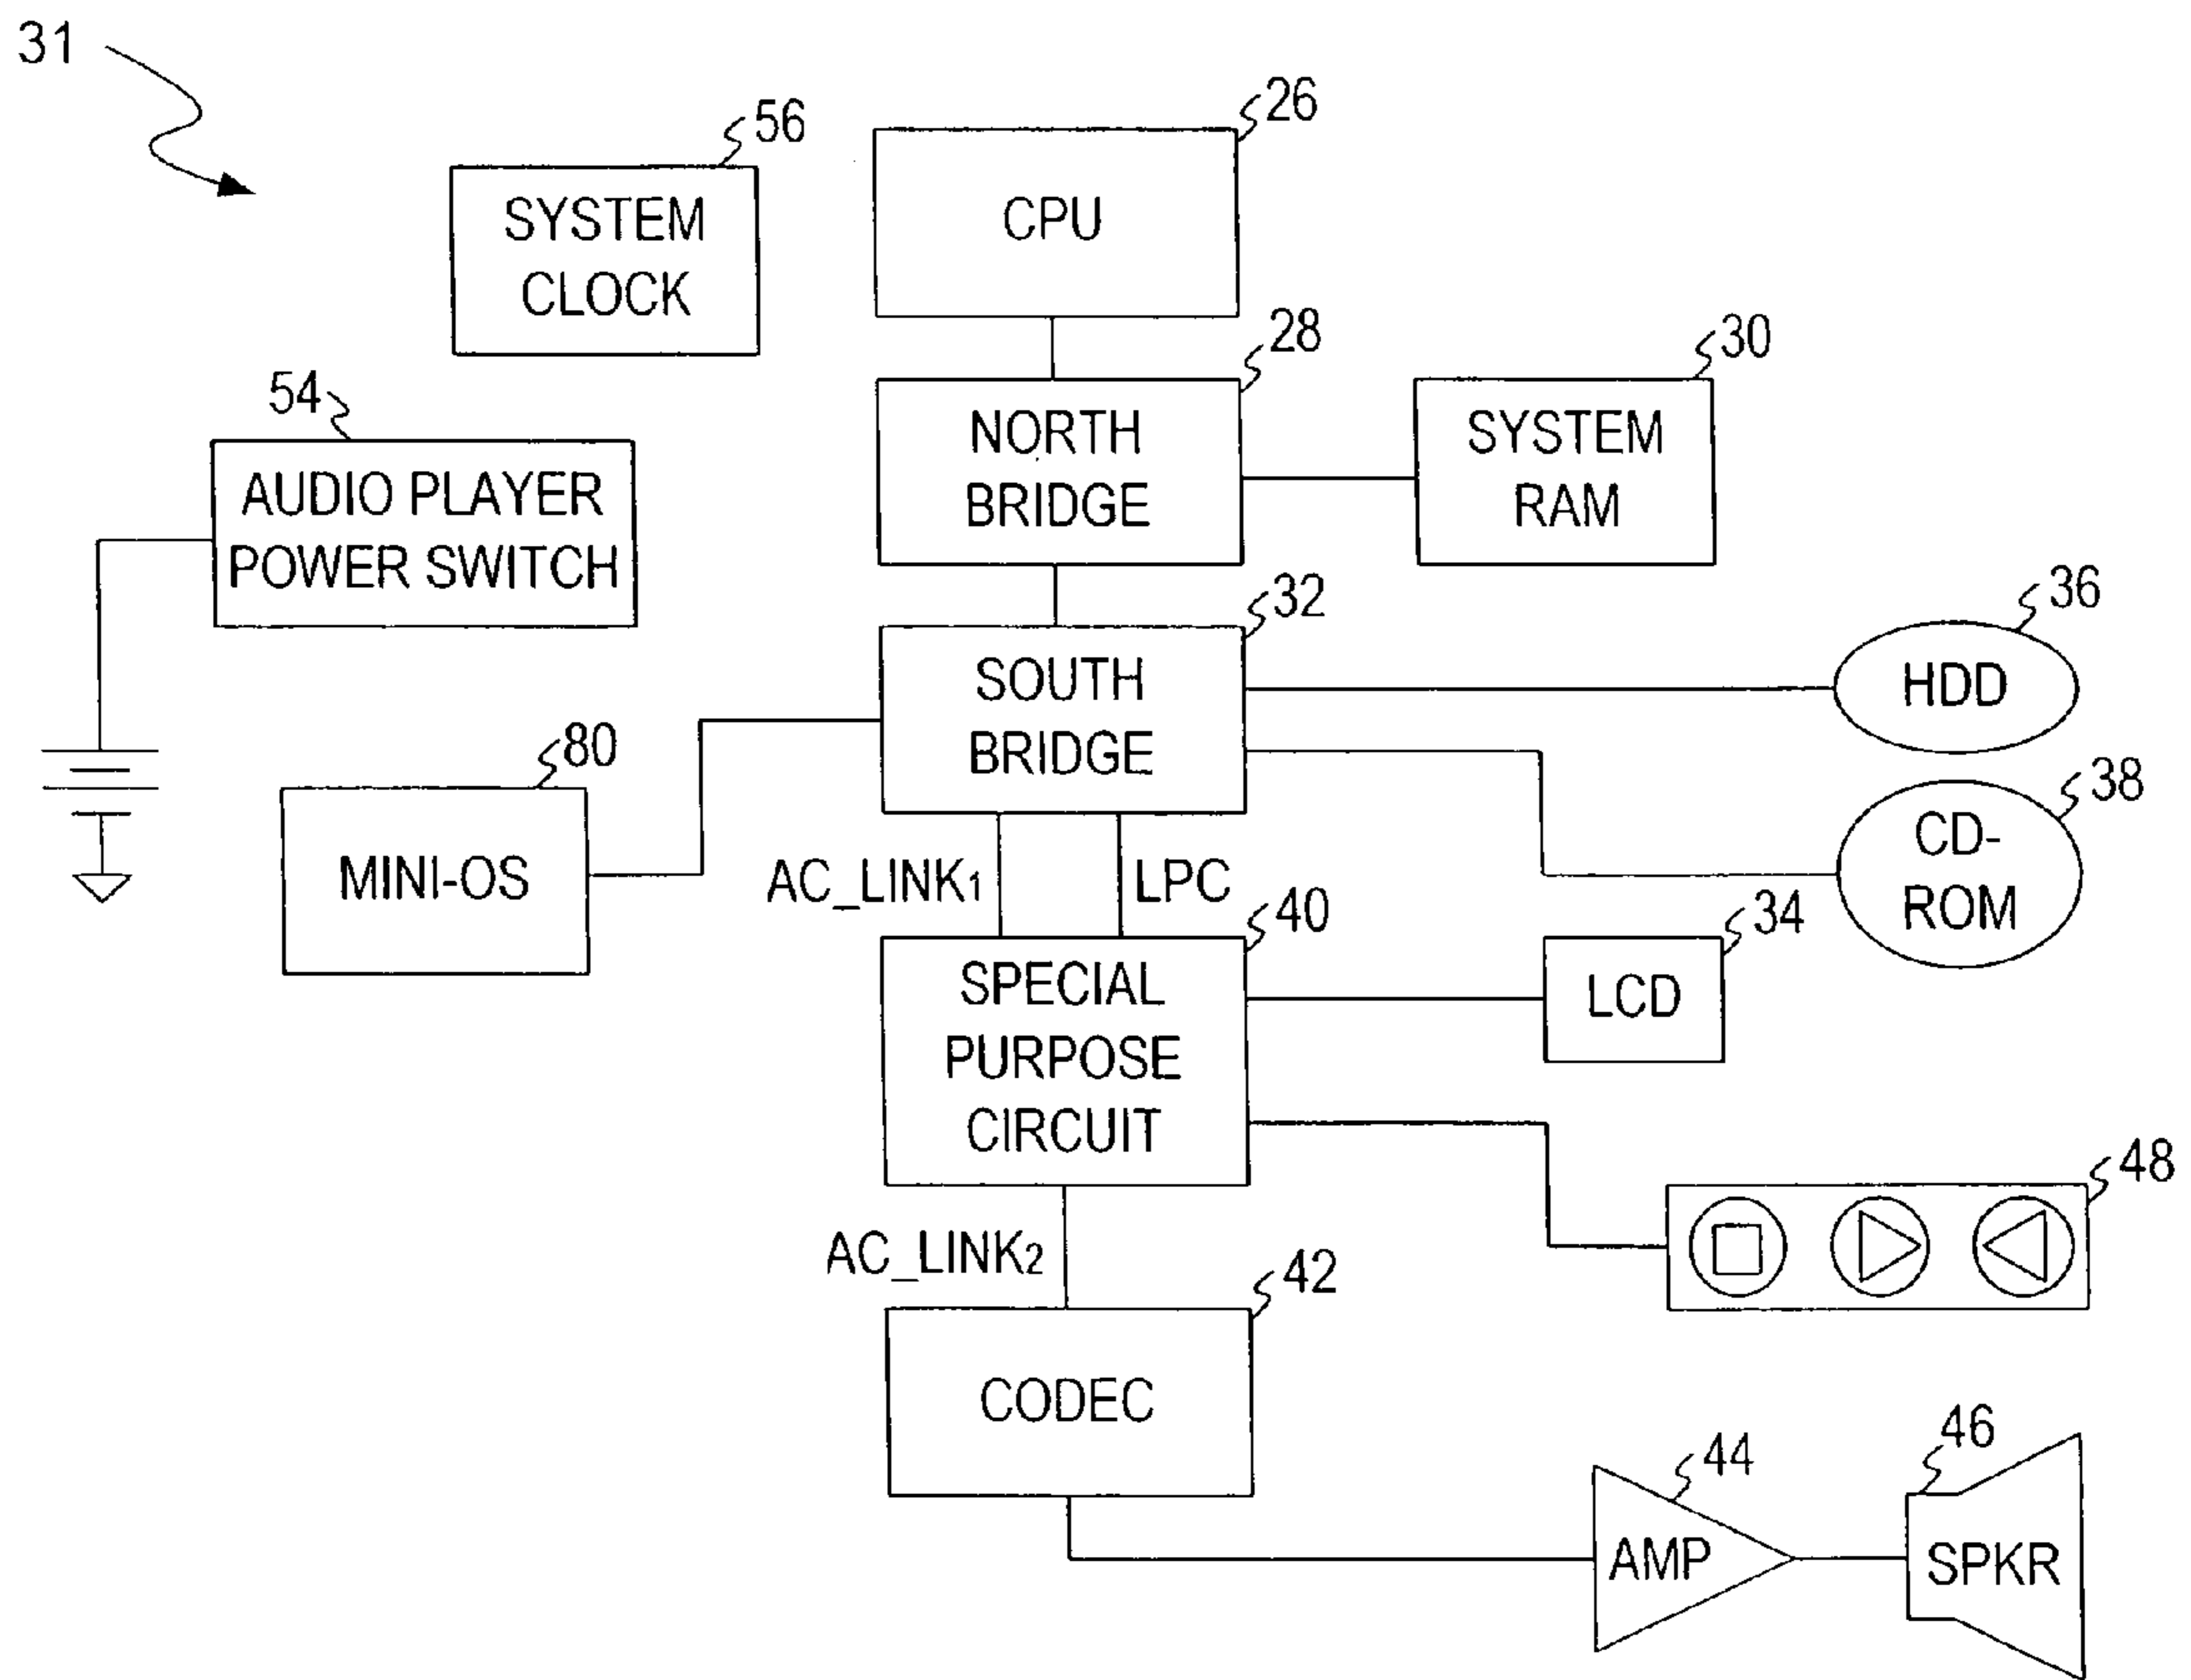 31
56
SYSTEM
CLOCK
26
CPU
28
NORTH
BRIDGE
30
SYSTEM
RAM
54
AUDIO PLAYER
POWER SWITCH
32
SOUTH
BRIDGE
36
HDD
80
MINI-OS
38
CD-
ROM
AC_LINK1
LPC
40
SPECIAL
PURPOSE
CIRCUIT
34
LCD
48
AC_LINK2
42
CODEC
44
AMP
46
SPKR